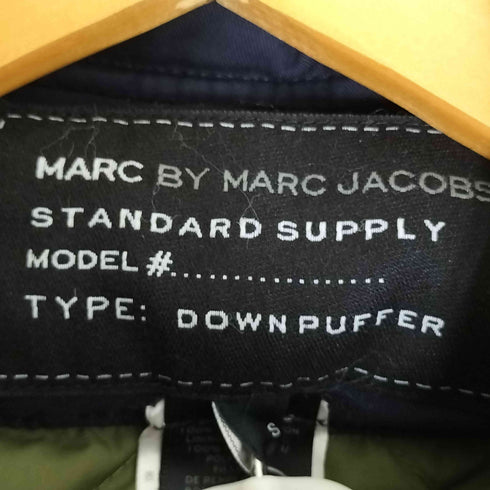 MARC BY MARC JACOBS
STANDARD SUPPLY
MODEL #..................
TYPE: DOWN PUFFER
S